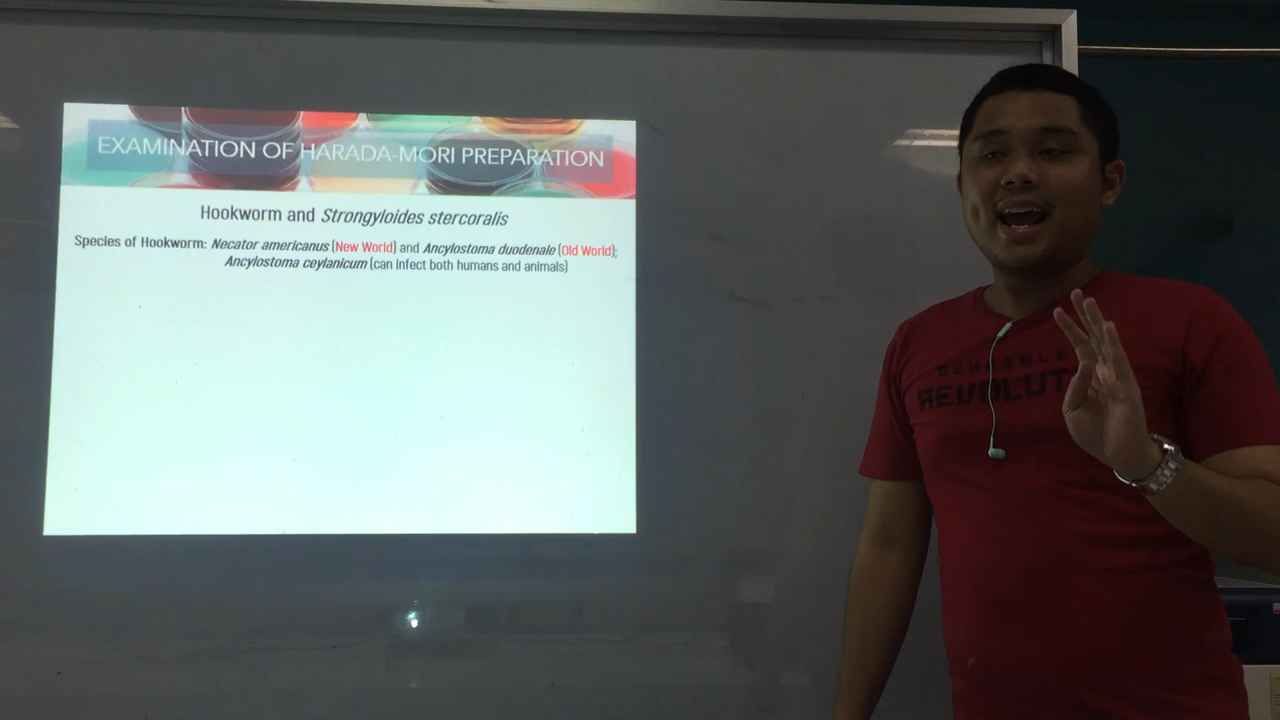 EXAMINATION OF HARADA-MORI PREPARATION
Hookworm and Strongyloides stercoralis
Species of Hookworm: Necator americanus (New World) and Ancylostoma duodenale (Old World);
Ancylostoma ceylanicum (can infect both humans and animals)